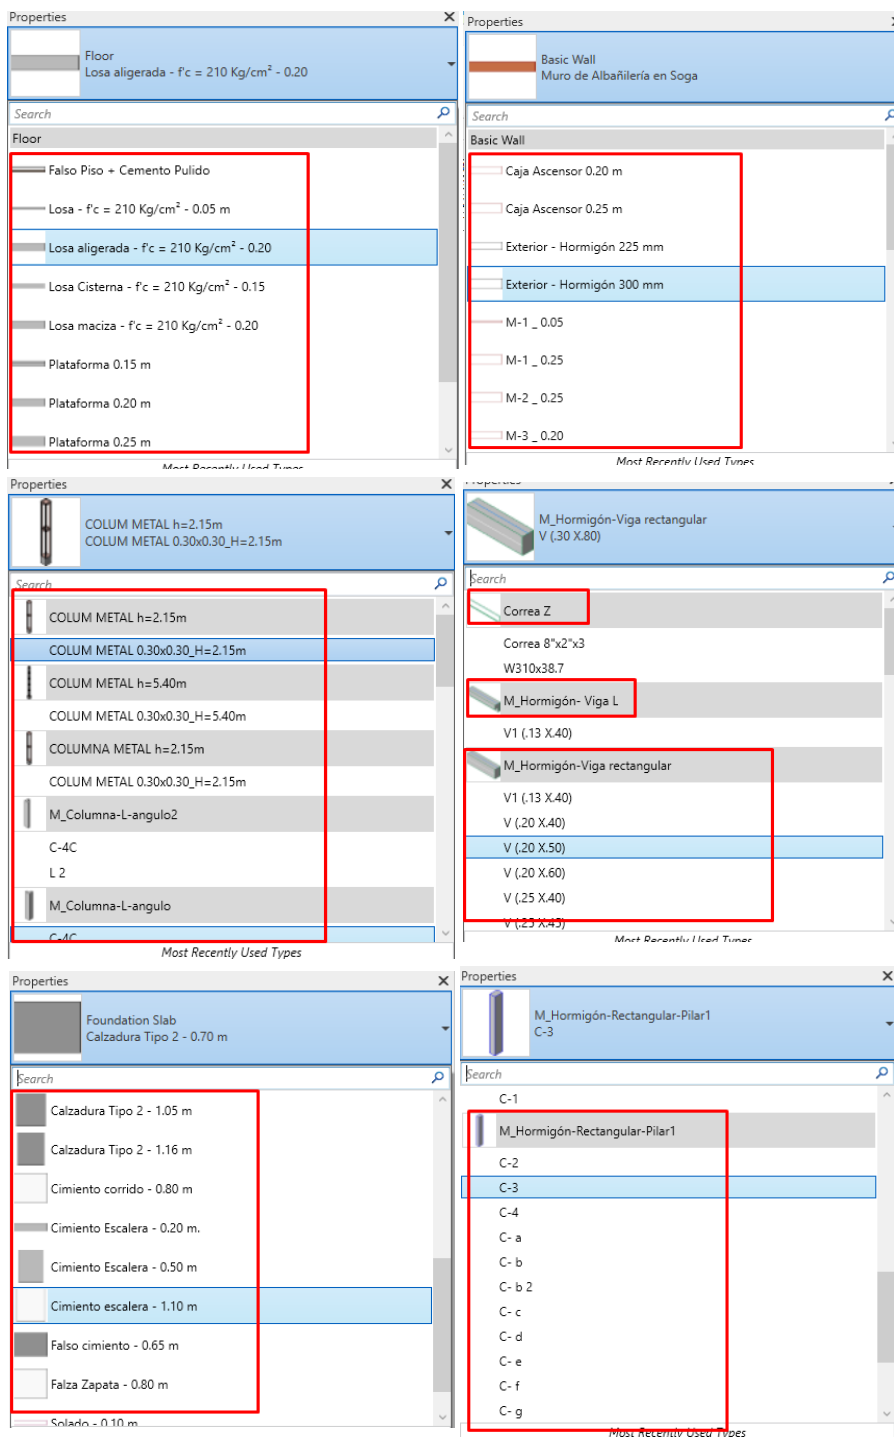 Properties
Floor
Losa aligerada - f'c = 210 Kg/cm² - 0.20
Search
Floor
Falso Piso + Cemento Pulido
Losa - f'c = 210 Kg/cm² - 0.05 m
Losa aligerada - f'c = 210 Kg/cm² - 0.20
Losa Cisterna - f'c = 210 Kg/cm² - 0.15
Losa maciza - f'c = 210 Kg/cm² - 0.20
Plataforma 0.15 m
Plataforma 0.20 m
Plataforma 0.25 m
Most Recently Used Types
Properties
Basic Wall
Muro de Albañilería en Soga
Search
Basic Wall
Caja Ascensor 0.20 m
Caja Ascensor 0.25 m
Exterior - Hormigón 225 mm
Exterior - Hormigón 300 mm
M-1 _ 0.05
M-1 _ 0.25
M-2 _ 0.25
M-3 _ 0.20
Most Recently Used Types
Properties
COLUM METAL h=2.15m
COLUM METAL 0.30x0.30_H=2.15m
Search
COLUM METAL h=2.15m
COLUM METAL 0.30x0.30_H=2.15m
COLUM METAL h=5.40m
COLUM METAL 0.30x0.30_H=5.40m
COLUMNA METAL h=2.15m
COLUM METAL 0.30x0.30_H=2.15m
M_Columna-L-angulo2
C-4C
L 2
M_Columna-L-angulo
C-4C
Most Recently Used Types
Properties
M_Hormigón-Viga rectangular
V (.30 X.80)
Search
Correa Z
Correa 8"x2"x3
W310x38.7
M_Hormigón- Viga L
V1 (.13 X.40)
M_Hormigón-Viga rectangular
V1 (.13 X.40)
V (.20 X.40)
V (.20 X.50)
V (.20 X.60)
V (.25 X.40)
V (.25 X.45)
Most Recently Used Types
Properties
Foundation Slab
Calzadura Tipo 2 - 0.70 m
Search
Calzadura Tipo 2 - 1.05 m
Calzadura Tipo 2 - 1.16 m
Cimiento corrido - 0.80 m
Cimiento Escalera - 0.20 m.
Cimiento Escalera - 0.50 m
Cimiento escalera - 1.10 m
Falso cimiento - 0.65 m
Falza Zapata - 0.80 m
Solado - 0.10 m
Properties
M_Hormigón-Rectangular-Pilar1
C-3
Search
C-1
M_Hormigón-Rectangular-Pilar1
C-2
C-3
C-4
C- a
C- b
C- b 2
C- c
C- d
C- e
C- f
C- g
Most Recently Used Types